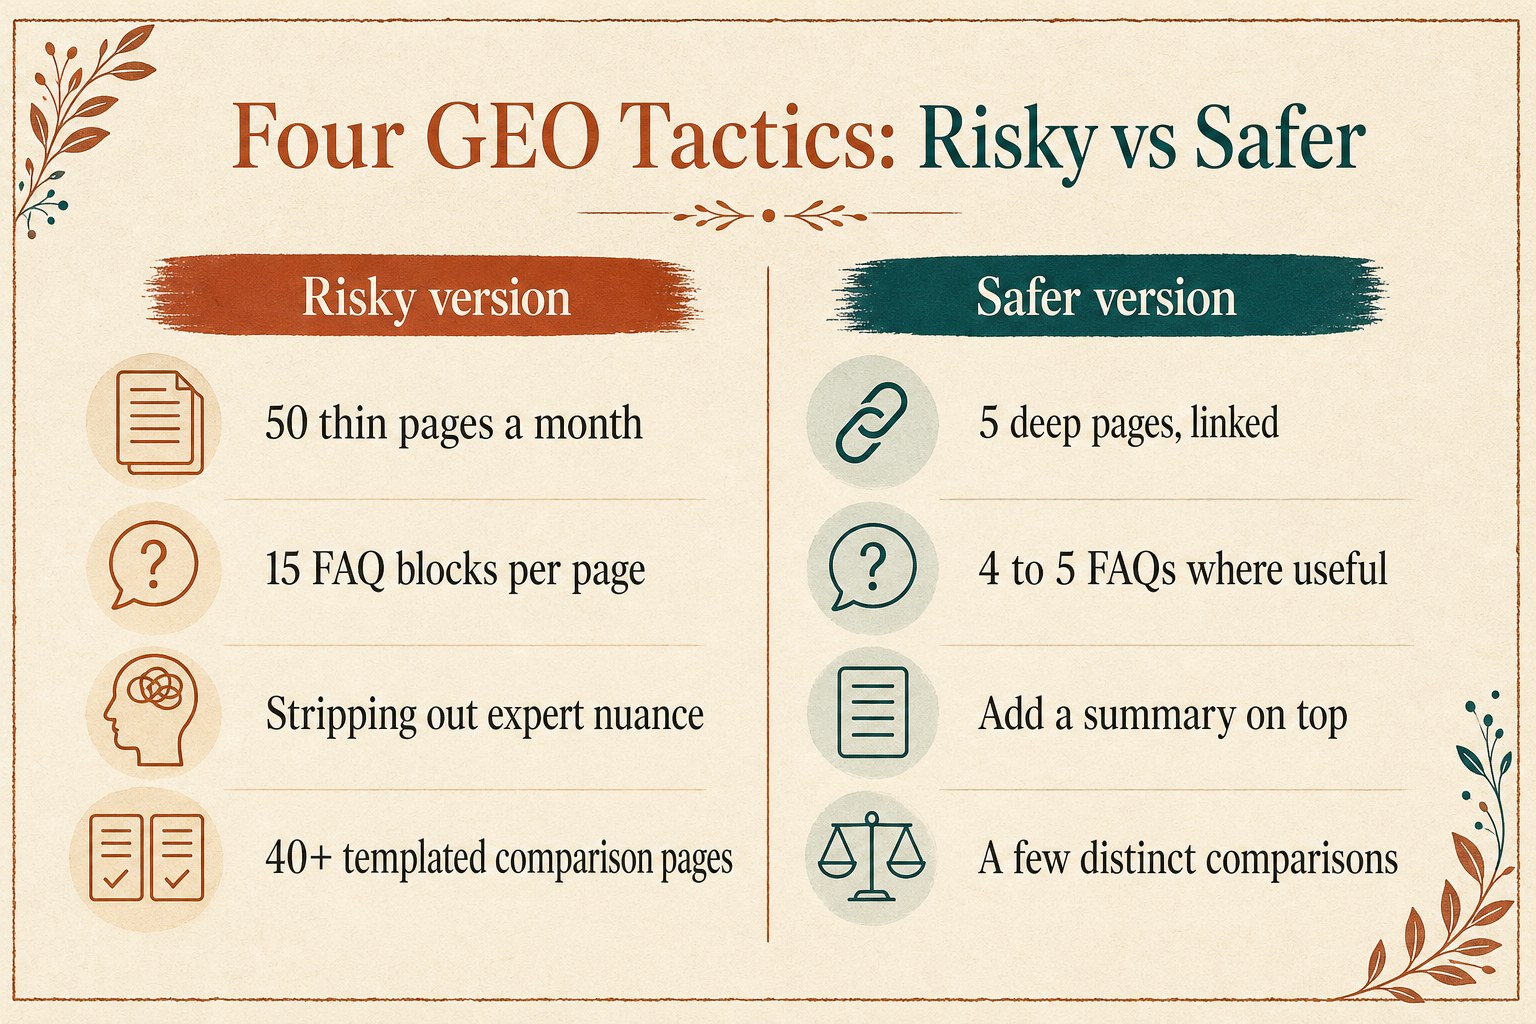 Four GEO Tactics: Risky vs Safer
Risky version
Safer version
50 thin pages a month
5 deep pages, linked
15 FAQ blocks per page
4 to 5 FAQs where useful
Stripping out expert nuance
Add a summary on top
40+ templated comparison pages
A few distinct comparisons